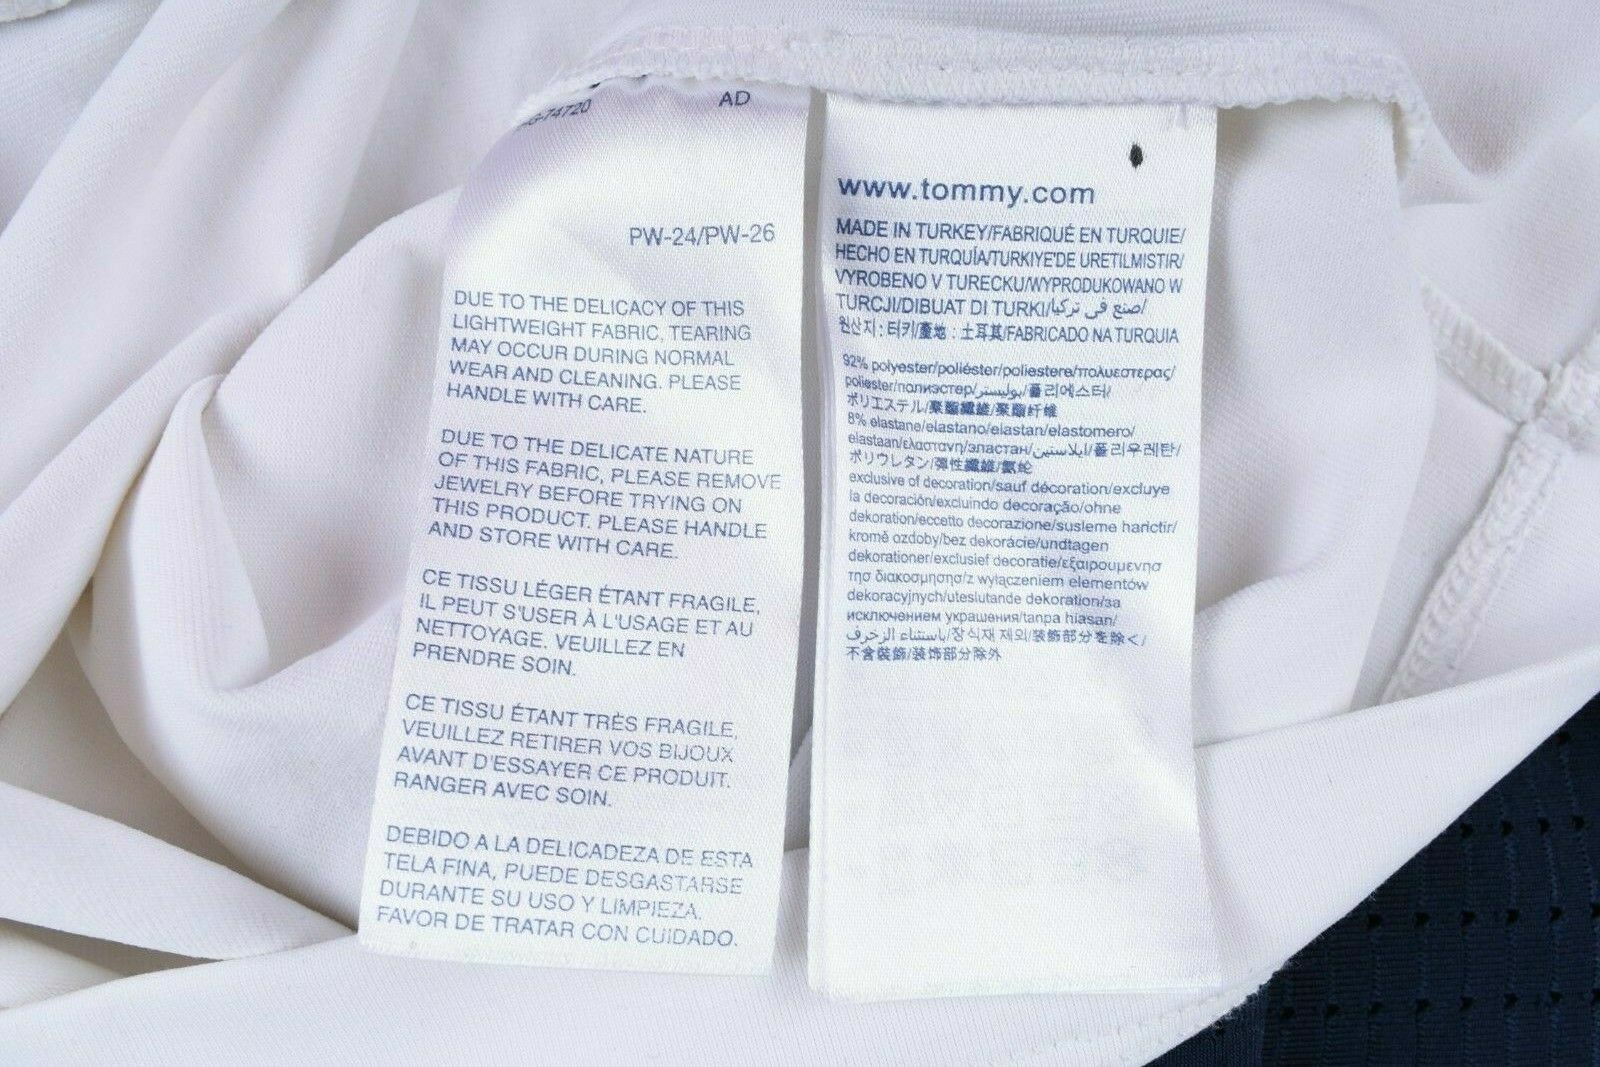 AD
PW-24/PW-26
DUE TO THE DELICACY OF THIS
LIGHTWEIGHT FABRIC, TEARING
MAY OCCUR DURING NORMAL
WEAR AND CLEANING. PLEASE
HANDLE WITH CARE.
DUE TO THE DELICATE NATURE
OF THIS FABRIC, PLEASE REMOVE
JEWELRY BEFORE TRYING ON
THIS PRODUCT. PLEASE HANDLE
AND STORE WITH CARE.
CE TISSU LÉGER ÉTANT FRAGILE,
IL PEUT S'USER À L'USAGE ET AU
NETTOYAGE. VEUILLEZ EN
PRENDRE SOIN.
CE TISSU ÉTANT TRÈS FRAGILE,
VEUILLEZ RETIRER VOS BIJOUX
AVANT D'ESSAYER CE PRODUIT.
RANGER AVEC SOIN.
DEBIDO A LA DELICADEZA DE ESTA
TELA FINA, PUEDE DESGASTARSE
DURANTE SU USO Y LIMPIEZA.
FAVOR DE TRATAR CON CUIDADO.
www.tommy.com
MADE IN TURKEY/FABRIQUÉ EN TURQUIE/
HECHO EN TURQUÍA/TURKIYE'DE URETILMISTIR/
VYROBENO V TURECKU/WYPRODUKOWANO W
TURCJI/DIBUAT DI TURKI/صنع في تركيا/
원산지 : 터키/產地 : 土耳其/FABRICADO NA TURQUIA
92% polyester/poliéster/poliestere/πολυεστερας/
poliester/полиэстер/بوليستر/폴리에스터/
ポリエステル/聚酯纖維/聚酯纤维
8% elastane/elastano/elastan/elastomero/
elastaan/ελαστανη/эластан/ايلاستين/폴리우레탄/
ポリウレタン/彈性纖維/氨纶
exclusive of decoration/sauf décoration/excluye
la decoración/excluindo decoração/ohne
dekoration/eccetto decorazione/susleme harictir/
kromě ozdoby/bez dekorácie/undtagen
dekorationer/exclusief decoratie/εξαιρουμενησ
τησ διακοσμησησ/z wyłączeniem elementów
dekoracyjnych/uteslutande dekoration/за
исключением украшения/tanpa hiasan/
باستثناء الزخرف/장식재 제외/装飾部分を除く/
不含裝飾/装饰部分除外